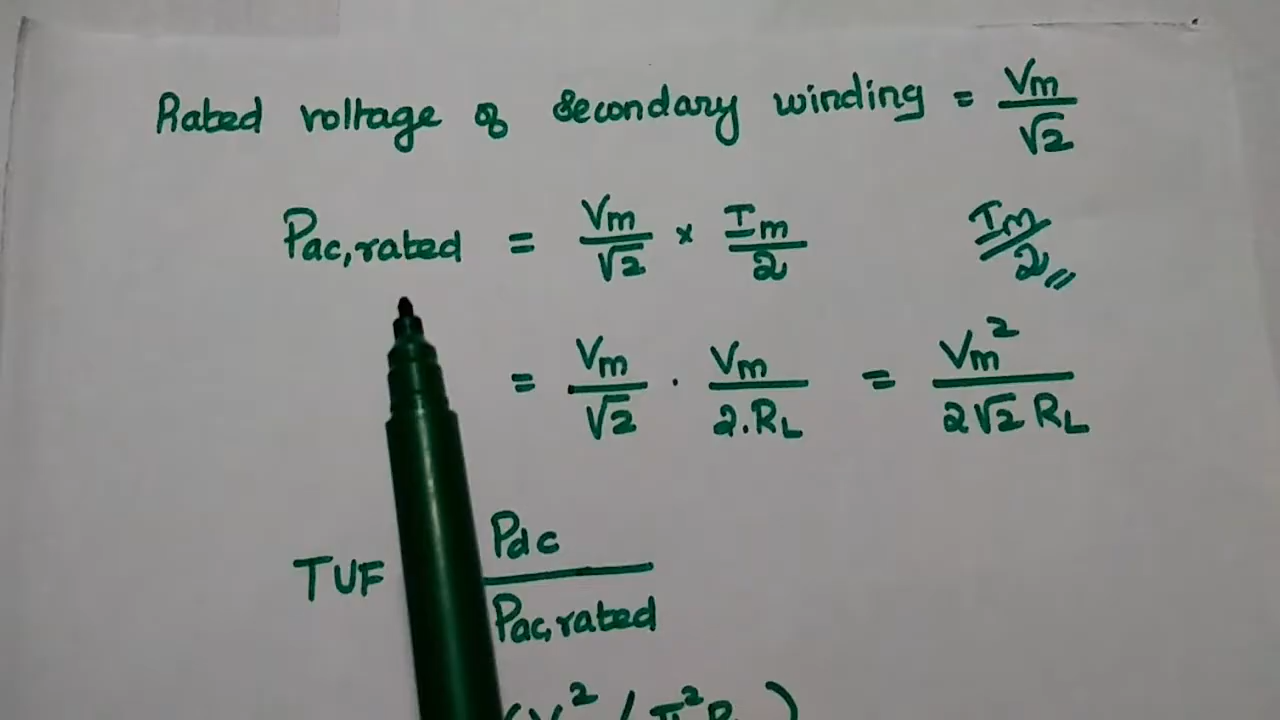 Rated voltage of secondary winding = Vm/√2
Pac,rated = Vm/√2 × Im/2 Im/2
= Vm/√2 . Vm/2.RL = Vm²/2√2 RL
TUF Pdc/Pac,rated